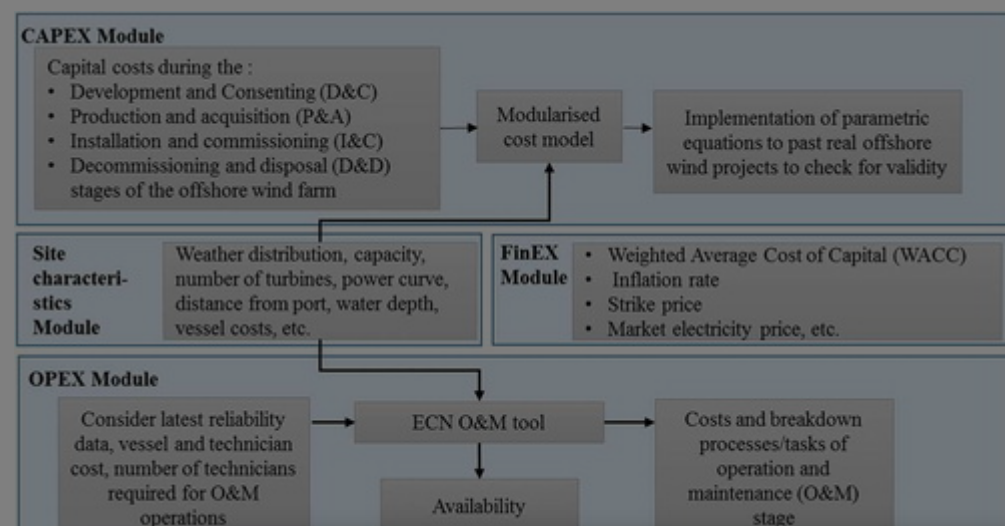 CAPEX Module
Capital costs during the :
• Development and Consenting (D&C)
• Production and acquisition (P&A)
• Installation and commissioning (I&C)
• Decommissioning and disposal (D&D)
stages of the offshore wind farm
Modularised
cost model
Implementation of parametric
equations to past real offshore
wind projects to check for validity
Site
characteri-
stics
Module
Weather distribution, capacity,
number of turbines, power curve,
distance from port, water depth,
vessel costs, etc.
FinEX
Module
• Weighted Average Cost of Capital (WACC)
• Inflation rate
• Strike price
• Market electricity price, etc.
OPEX Module
Consider latest reliability
data, vessel and technician
cost, number of technicians
required for O&M
operations
ECN O&M tool
Availability
Costs and breakdown
processes/tasks of
operation and
maintenance (O&M)
stage